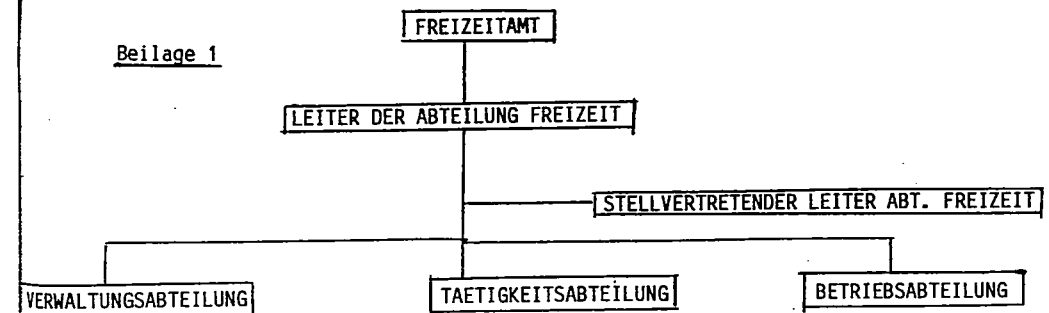 FREIZEITAMT
Beilage 1
LEITER DER ABTEILUNG FREIZEIT
STELLVERTRETENDER LEITER ABT. FREIZEIT
VERWALTUNGSABTEILUNG
TAETIGKEITSABTEILUNG
BETRIEBSABTEILUNG